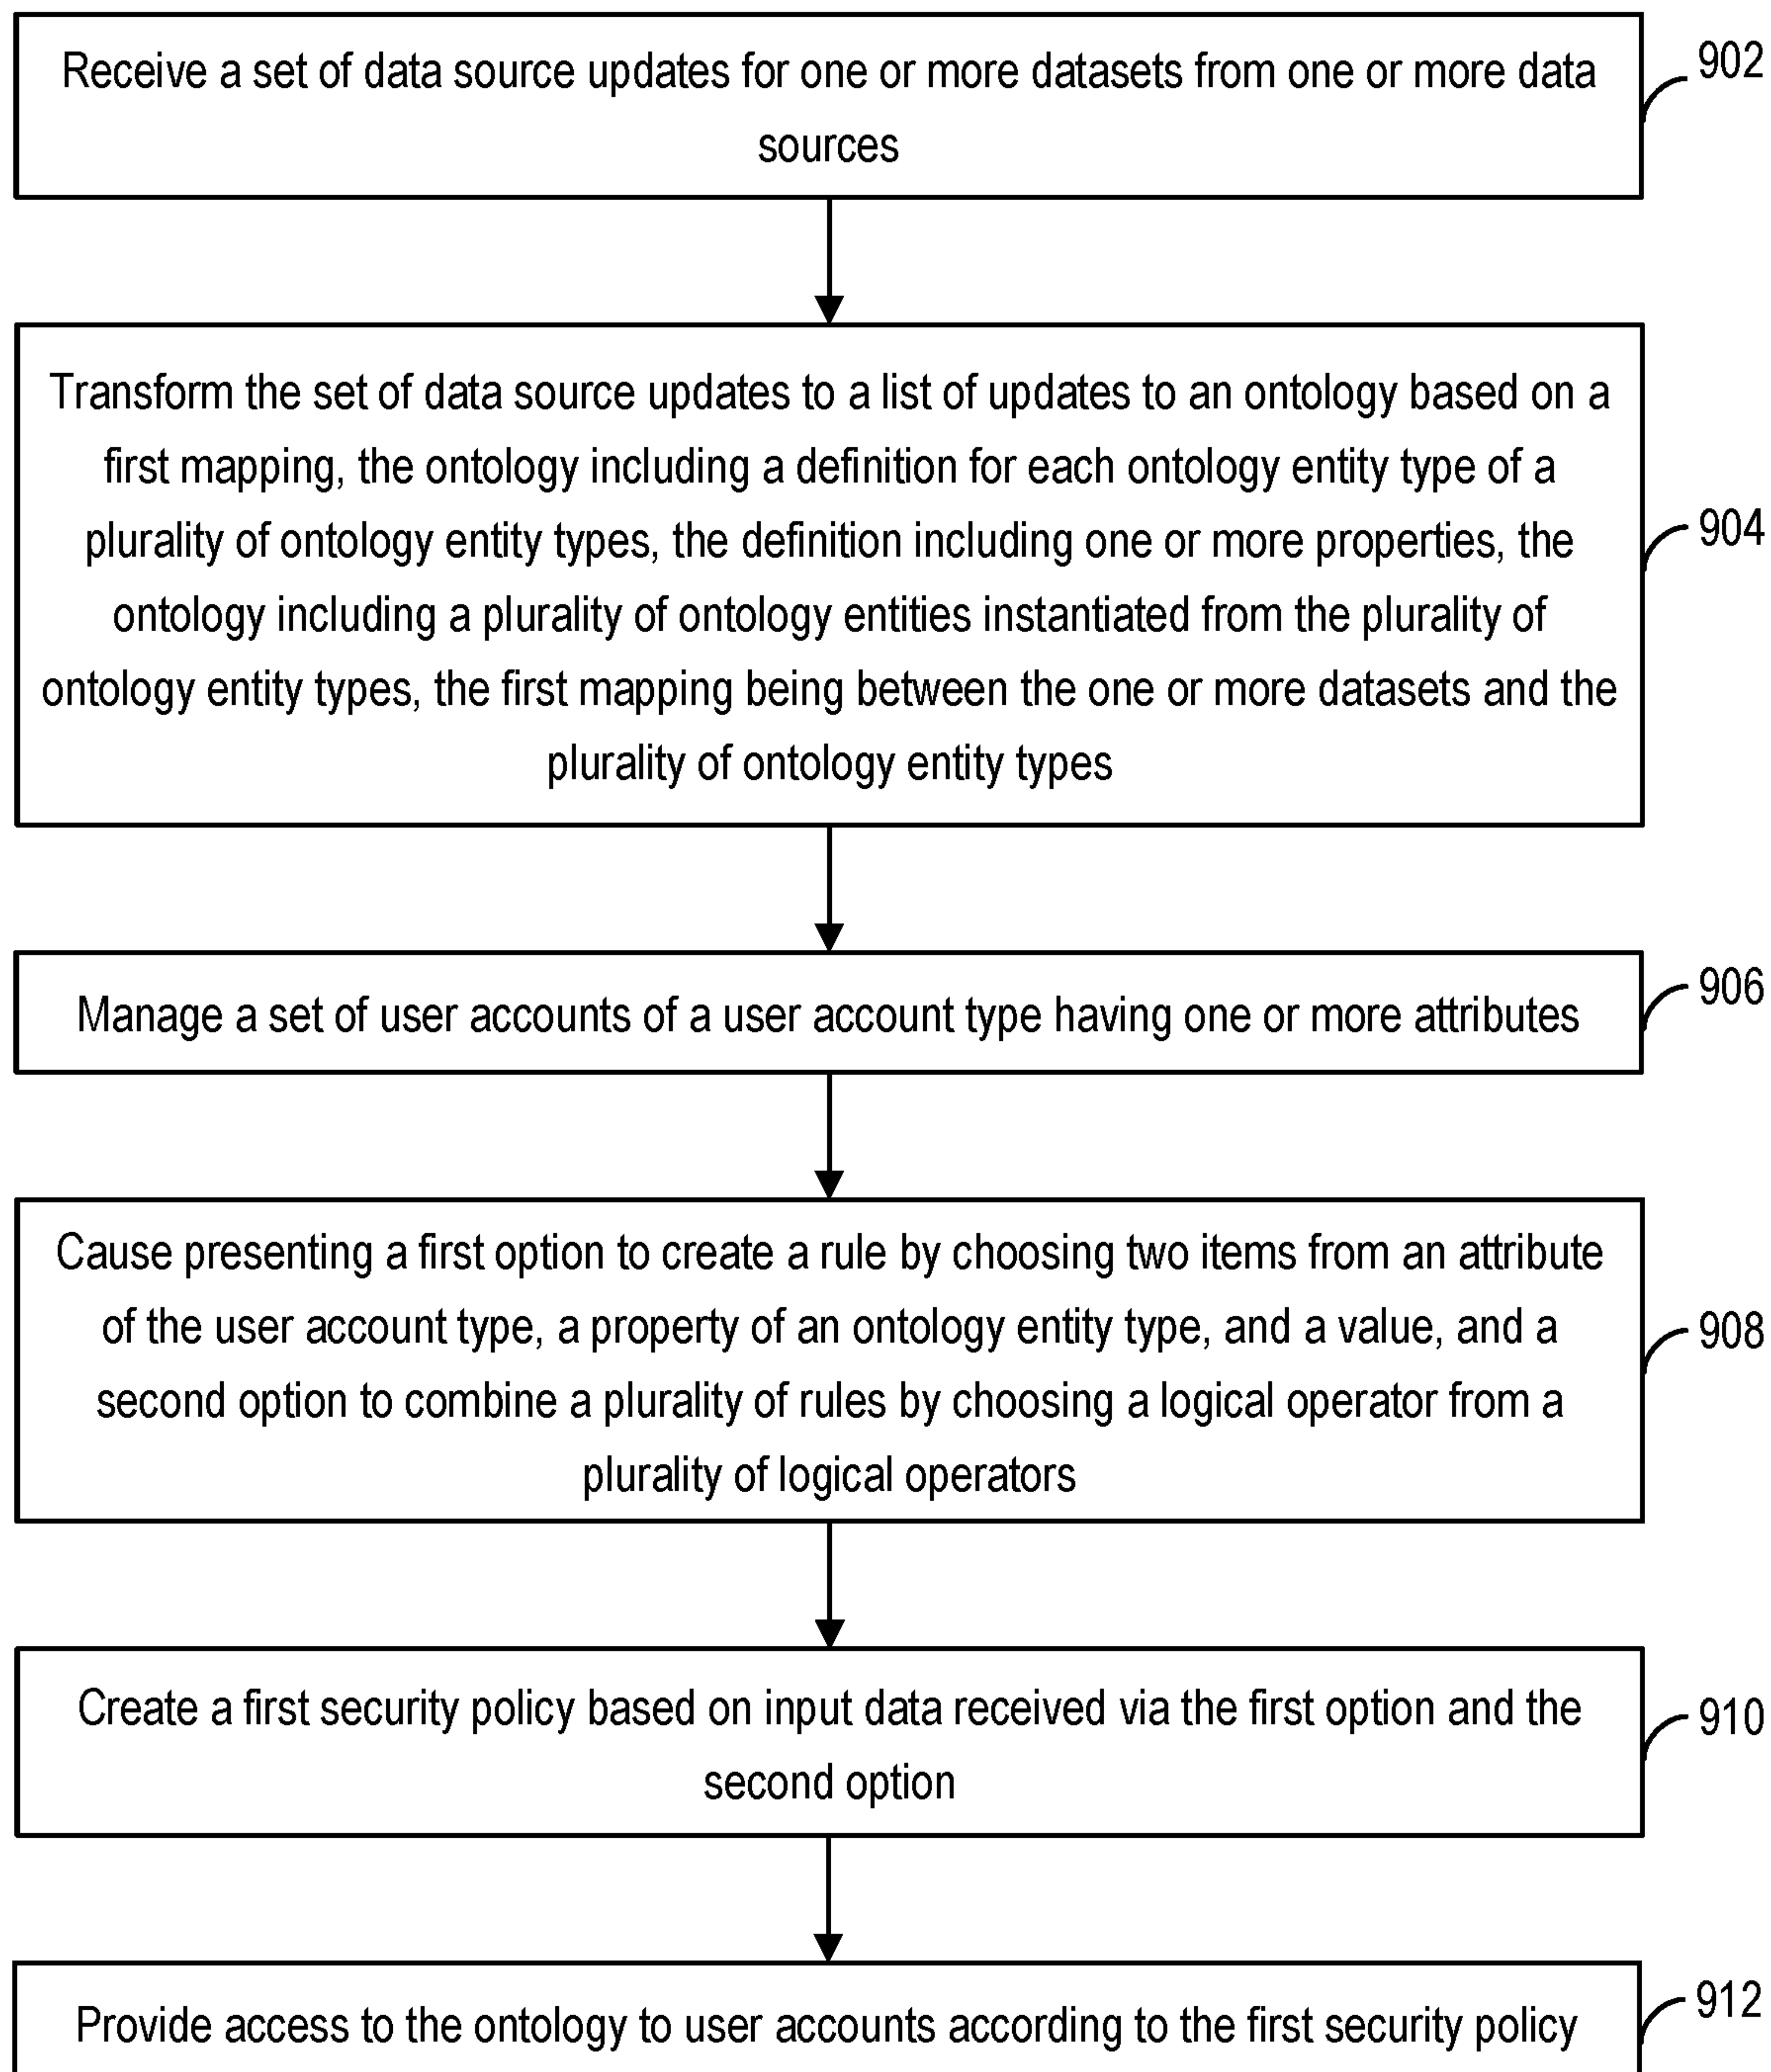 Receive a set of data source updates for one or more datasets from one or more data
sources
902
Transform the set of data source updates to a list of updates to an ontology based on a
first mapping, the ontology including a definition for each ontology entity type of a
plurality of ontology entity types, the definition including one or more properties, the
ontology including a plurality of ontology entities instantiated from the plurality of
ontology entity types, the first mapping being between the one or more datasets and the
plurality of ontology entity types
904
Manage a set of user accounts of a user account type having one or more attributes
906
Cause presenting a first option to create a rule by choosing two items from an attribute
of the user account type, a property of an ontology entity type, and a value, and a
second option to combine a plurality of rules by choosing a logical operator from a
plurality of logical operators
908
Create a first security policy based on input data received via the first option and the
second option
910
Provide access to the ontology to user accounts according to the first security policy
912